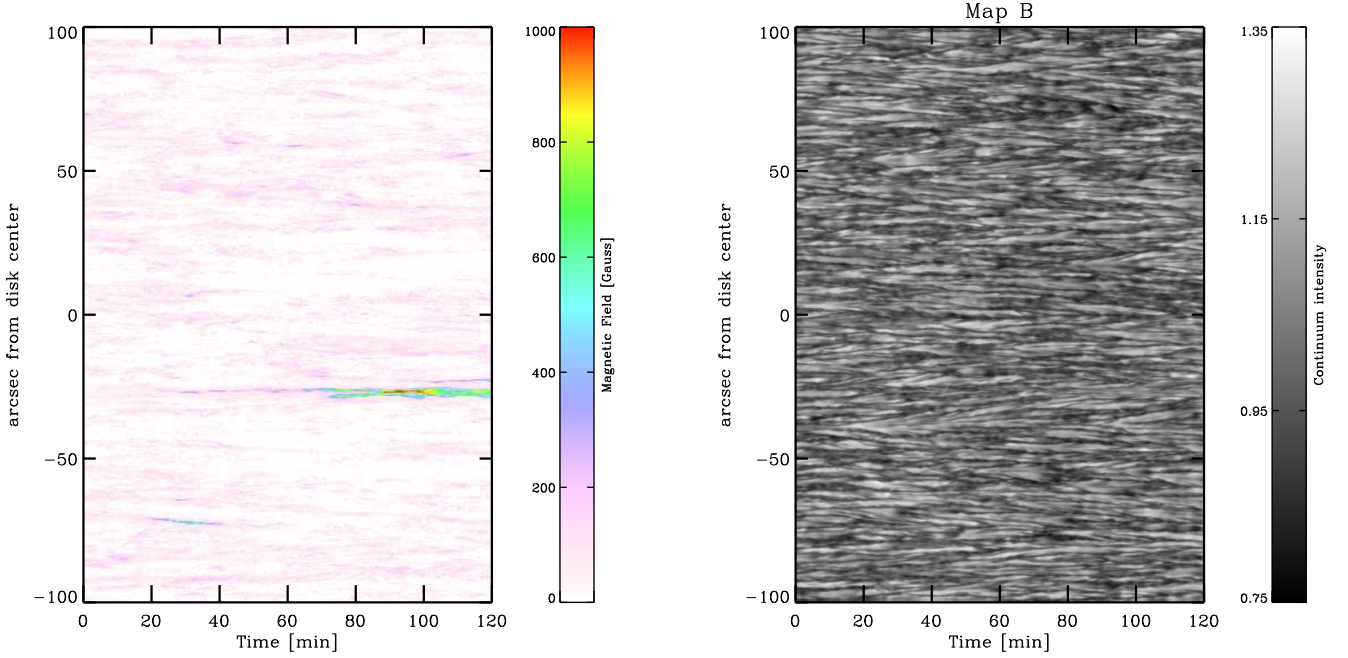 100
50
0
−50
−100
0 20 40 60 80 100 120
Time [min]
arcsec from disk center
1000
800
600
400
200
0
Magnetic Field [Gauss]
Map B
100
50
0
−50
−100
0 20 40 60 80 100 120
Time [min]
arcsec from disk center
1.35
1.15
0.95
0.75
Continuum intensity